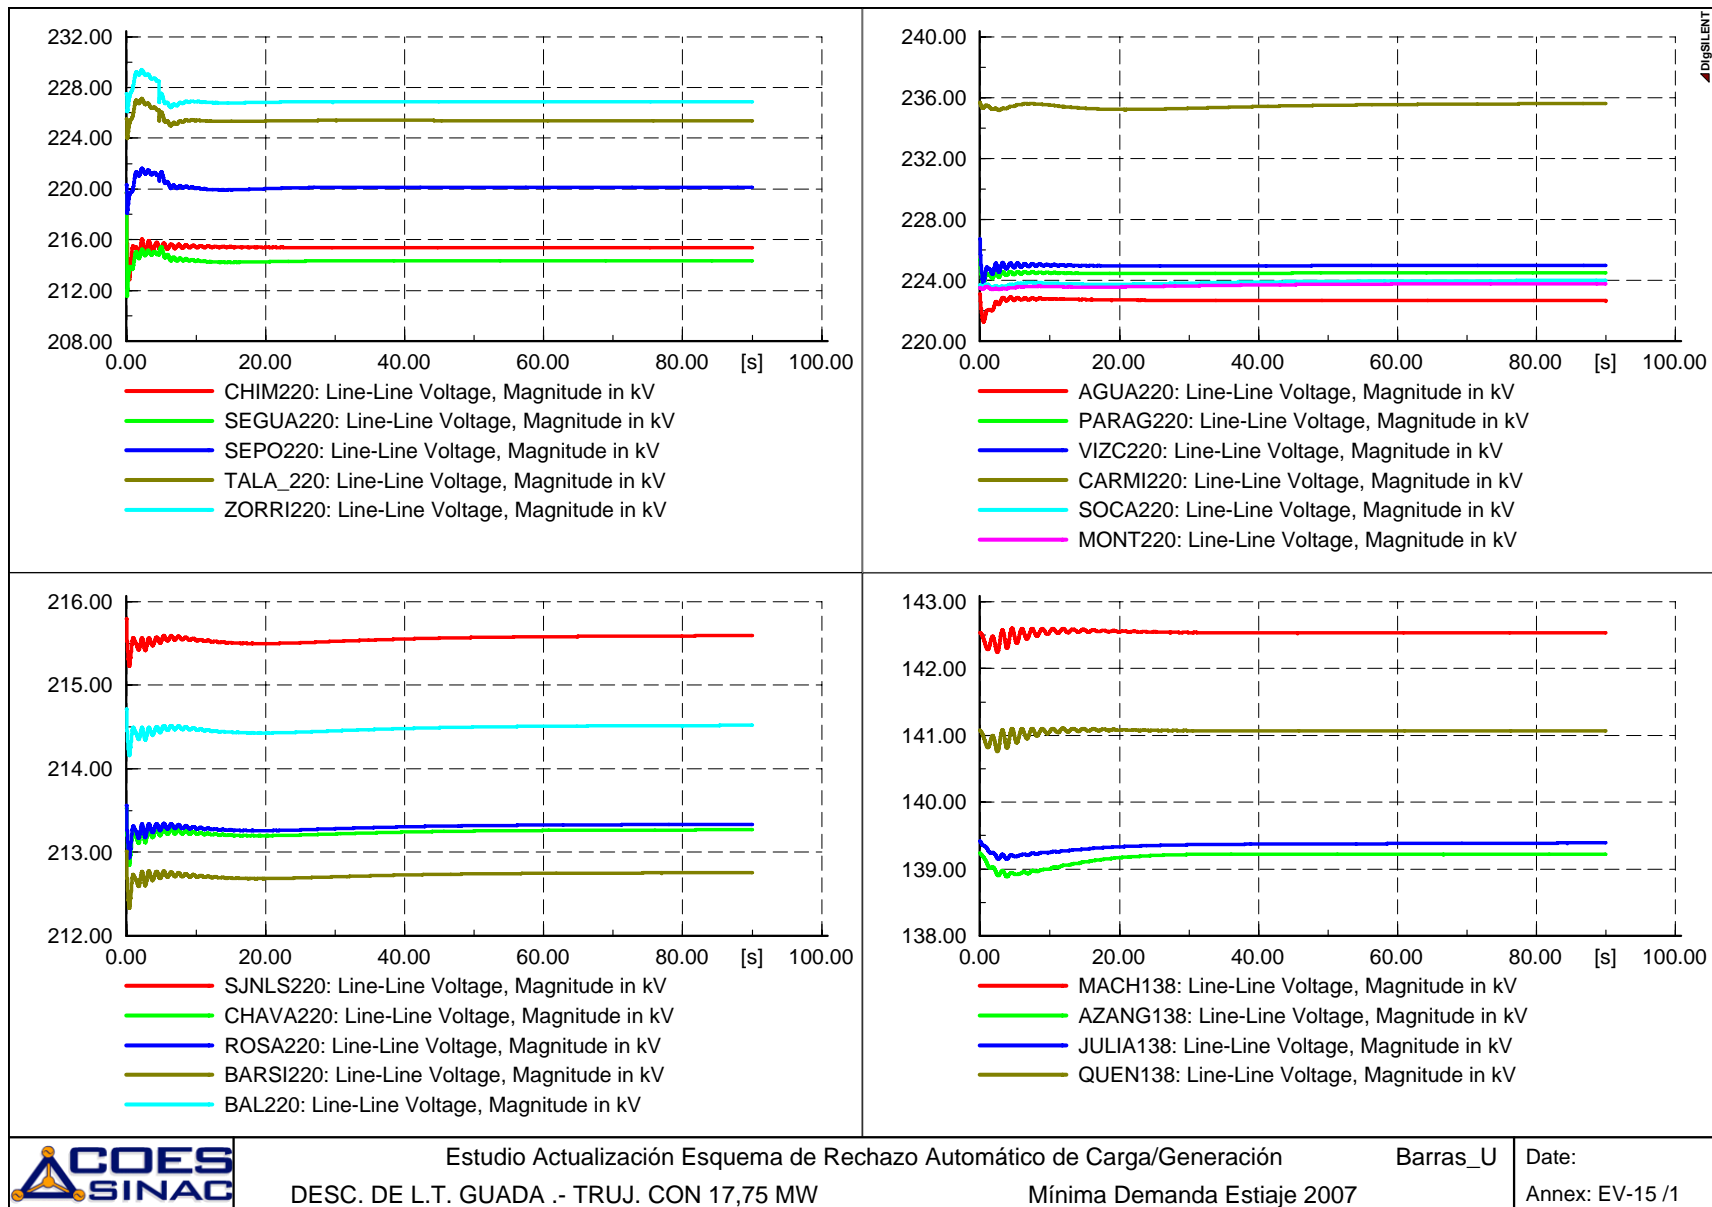 DIgSILENT
232.00
228.00
224.00
220.00
216.00
212.00
208.00
0.00 20.00 40.00 60.00 80.00 [s] 100.00
CHIM220: Line-Line Voltage, Magnitude in kV
SEGUA220: Line-Line Voltage, Magnitude in kV
SEPO220: Line-Line Voltage, Magnitude in kV
TALA_220: Line-Line Voltage, Magnitude in kV
ZORRI220: Line-Line Voltage, Magnitude in kV
240.00
236.00
232.00
228.00
224.00
220.00
0.00 20.00 40.00 60.00 80.00 [s] 100.00
AGUA220: Line-Line Voltage, Magnitude in kV
PARAG220: Line-Line Voltage, Magnitude in kV
VIZC220: Line-Line Voltage, Magnitude in kV
CARMI220: Line-Line Voltage, Magnitude in kV
SOCA220: Line-Line Voltage, Magnitude in kV
MONT220: Line-Line Voltage, Magnitude in kV
216.00
215.00
214.00
213.00
212.00
0.00 20.00 40.00 60.00 80.00 [s] 100.00
SJNLS220: Line-Line Voltage, Magnitude in kV
CHAVA220: Line-Line Voltage, Magnitude in kV
ROSA220: Line-Line Voltage, Magnitude in kV
BARSI220: Line-Line Voltage, Magnitude in kV
BAL220: Line-Line Voltage, Magnitude in kV
143.00
142.00
141.00
140.00
139.00
138.00
0.00 20.00 40.00 60.00 80.00 [s] 100.00
MACH138: Line-Line Voltage, Magnitude in kV
AZANG138: Line-Line Voltage, Magnitude in kV
JULIA138: Line-Line Voltage, Magnitude in kV
QUEN138: Line-Line Voltage, Magnitude in kV
COES
SINAC
Estudio Actualización Esquema de Rechazo Automático de Carga/Generación Barras_U
DESC. DE L.T. GUADA .- TRUJ. CON 17,75 MW Mínima Demanda Estiaje 2007
Date:
Annex: EV-15 /1